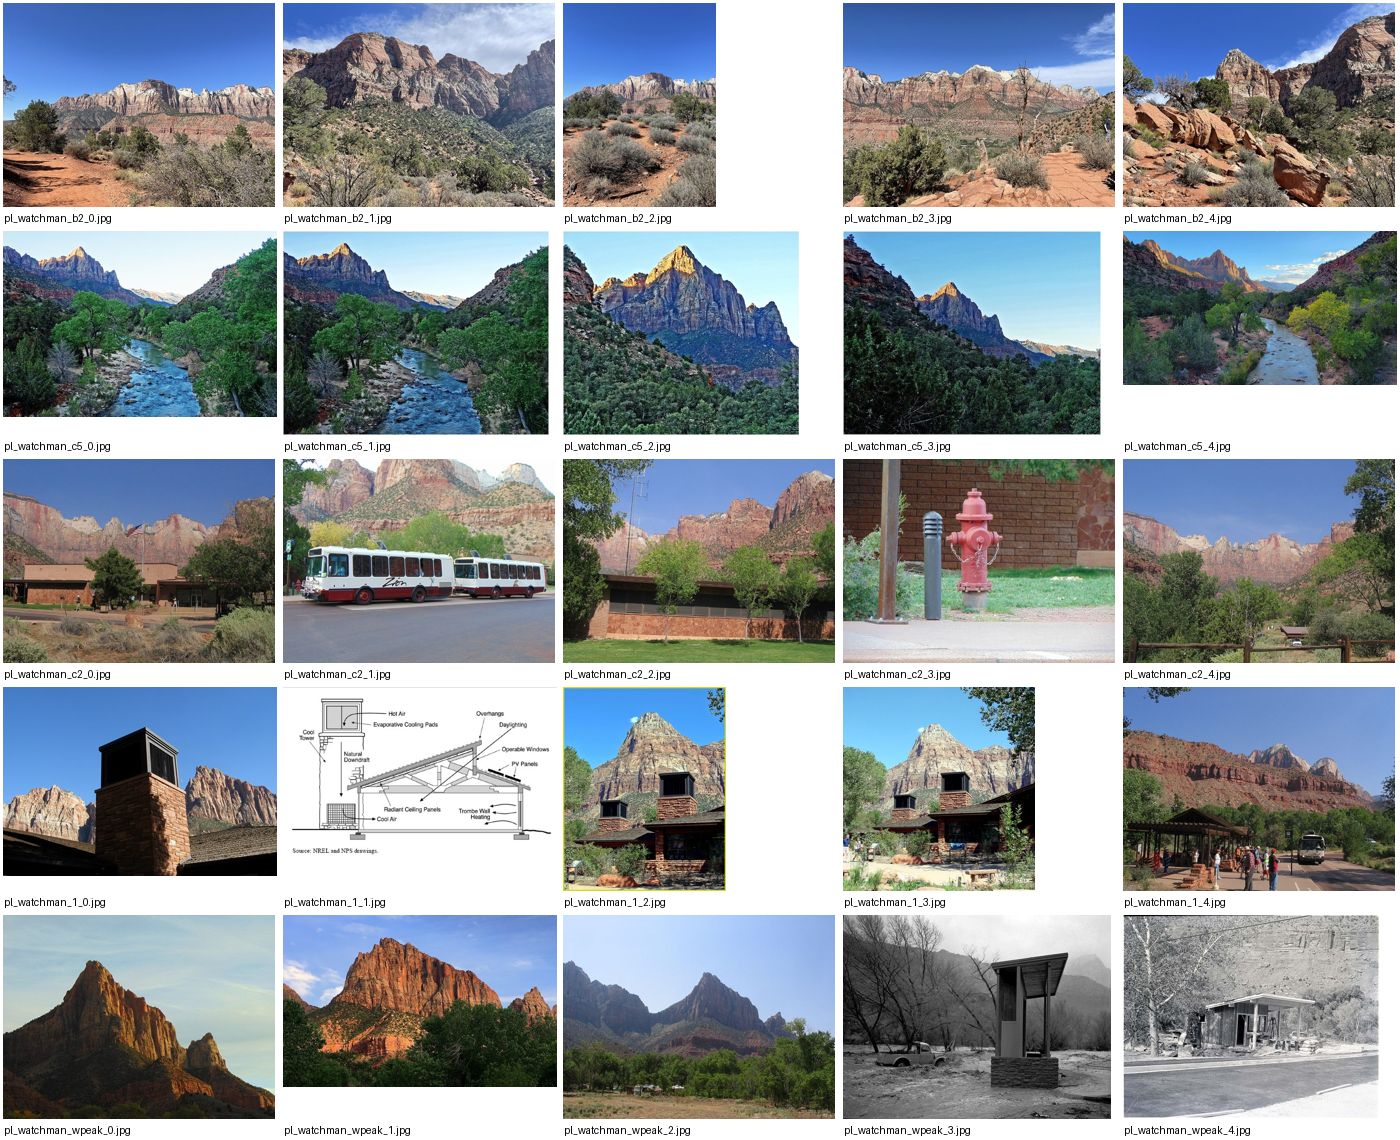 pl_watchman_b2_0.jpg
pl_watchman_b2_1.jpg
pl_watchman_b2_2.jpg
pl_watchman_b2_3.jpg
pl_watchman_b2_4.jpg
pl_watchman_c5_0.jpg
pl_watchman_c5_1.jpg
pl_watchman_c5_2.jpg
pl_watchman_c5_3.jpg
pl_watchman_c5_4.jpg
Zion
pl_watchman_c2_0.jpg
pl_watchman_c2_1.jpg
pl_watchman_c2_2.jpg
pl_watchman_c2_3.jpg
pl_watchman_c2_4.jpg
Hot Air
Evaporative Cooling Pads
Cool
Tower
Natural
Downdraft
Overhangs
Daylighting
Operable Windows
PV Panels
Radiant Ceiling Panels
Trombe Wall
Heating
Cool Air
Source: NREL and NPS drawings.
pl_watchman_1_0.jpg
pl_watchman_1_1.jpg
pl_watchman_1_2.jpg
pl_watchman_1_3.jpg
pl_watchman_1_4.jpg
pl_watchman_wpeak_0.jpg
pl_watchman_wpeak_1.jpg
pl_watchman_wpeak_2.jpg
pl_watchman_wpeak_3.jpg
pl_watchman_wpeak_4.jpg